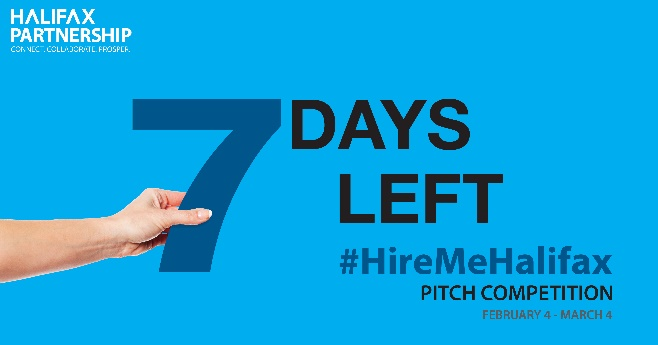 HALIFAX
PARTNERSHIP
CONNECT. COLLABORATE. PROSPER.
7 DAYS
LEFT
#HireMeHalifax
PITCH COMPETITION
FEBRUARY 4 - MARCH 4